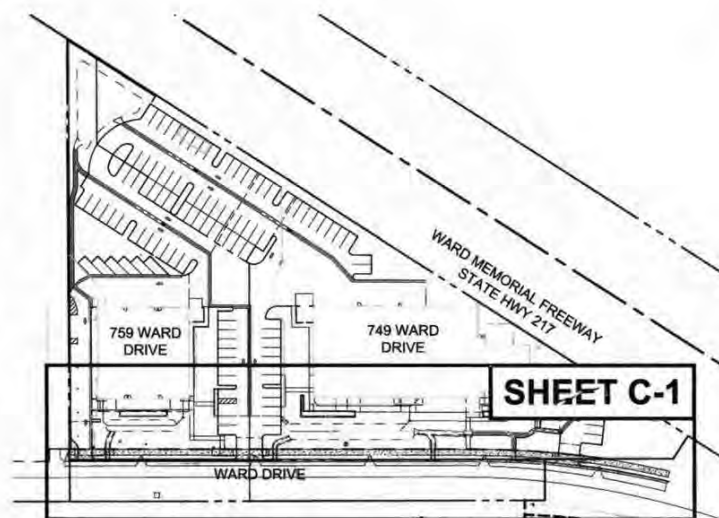 WARD MEMORIAL FREEWAY
STATE HWY 217
759 WARD
DRIVE
749 WARD
DRIVE
SHEET C-1
WARD DRIVE